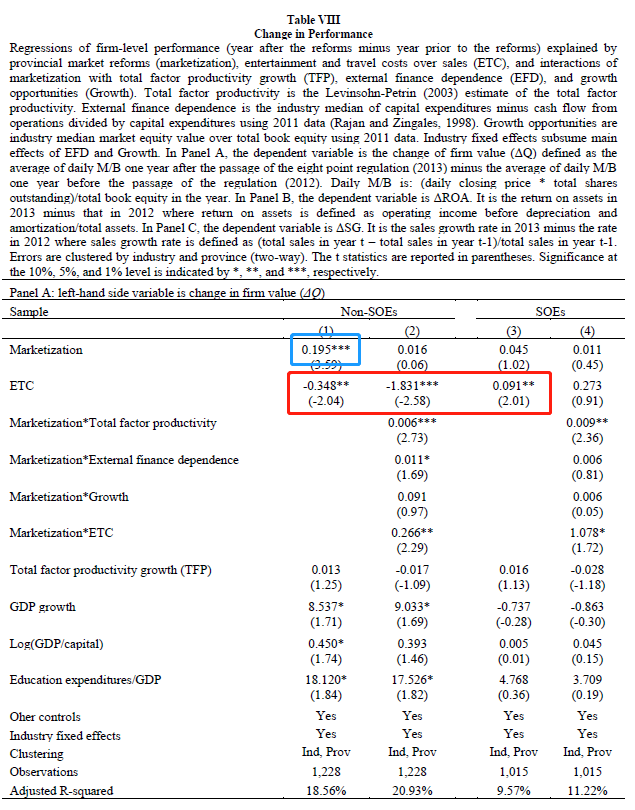 Table VIII
Change in Performance
Regressions of firm-level performance (year after the reforms minus year prior to the reforms) explained by
provincial market reforms (marketization), entertainment and travel costs over sales (ETC), and interactions of
marketization with total factor productivity growth (TFP), external finance dependence (EFD), and growth
opportunities (Growth). Total factor productivity is the Levinsohn-Petrin (2003) estimate of the total factor
productivity. External finance dependence is the industry median of capital expenditures minus cash flow from
operations divided by capital expenditures using 2011 data (Rajan and Zingales, 1998). Growth opportunities are
industry median market equity value over total book equity using 2011 data. Industry fixed effects subsume main
effects of EFD and Growth. In Panel A, the dependent variable is the change of firm value (ΔQ) defined as the
average of daily M/B one year after the passage of the eight point regulation (2013) minus the average of daily M/B
one year before the passage of the regulation (2012). Daily M/B is: (daily closing price * total shares
outstanding)/total book equity in the year. In Panel B, the dependent variable is ΔROA. It is the return on assets in
2013 minus that in 2012 where return on assets is defined as operating income before depreciation and
amortization/total assets. In Panel C, the dependent variable is ΔSG. It is the sales growth rate in 2013 minus the rate
in 2012 where sales growth rate is defined as (total sales in year t – total sales in year t-1)/total sales in year t-1.
Errors are clustered by industry and province (two-way). The t statistics are reported in parentheses. Significance at
the 10%, 5%, and 1% level is indicated by *, **, and ***, respectively.
Panel A: left-hand side variable is change in firm value (ΔQ)
Sample Non-SOEs SOEs
(1) (2) (3) (4)
Marketization 0.195*** 0.016 0.045 0.011
(3.59) (0.06) (1.02) (0.45)
ETC -0.348** -1.831*** 0.091** 0.273
(-2.04) (-2.58) (2.01) (0.91)
Marketization*Total factor productivity 0.006*** 0.009**
(2.73) (2.36)
Marketization*External finance dependence 0.011* 0.006
(1.69) (0.81)
Marketization*Growth 0.091 0.006
(0.97) (0.05)
Marketization*ETC 0.266** 1.078*
(2.29) (1.72)
Total factor productivity growth (TFP) 0.013 -0.017 0.016 -0.028
(1.25) (-1.09) (1.13) (-1.18)
GDP growth 8.537* 9.033* -0.737 -0.863
(1.71) (1.69) (-0.28) (-0.30)
Log(GDP/capital) 0.450* 0.393 0.005 0.045
(1.74) (1.46) (0.01) (0.15)
Education expenditures/GDP 18.120* 17.526* 4.768 3.709
(1.84) (1.82) (0.36) (0.19)
Oher controls Yes Yes Yes Yes
Industry fixed effects Yes Yes Yes Yes
Clustering Ind, Prov Ind, Prov Ind, Prov Ind, Prov
Observations 1,228 1,228 1,015 1,015
Adjusted R-squared 18.56% 20.93% 9.57% 11.22%